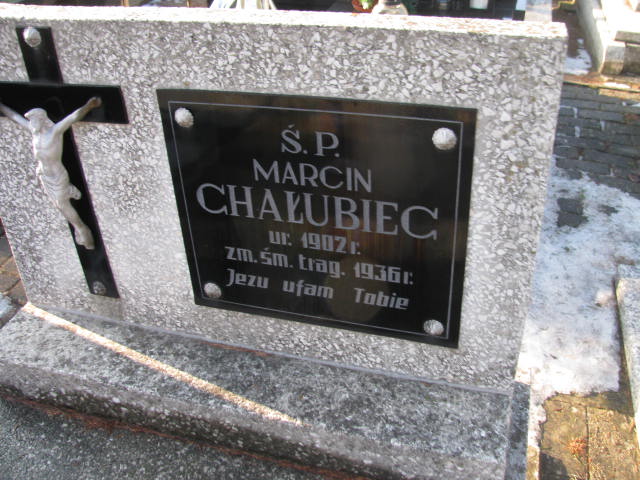 Ś.P.
MARCIN
CHAŁUBIEC
ur. 1902 r.
zm. śm. trag. 1936 r.
Jezu ufam Tobie